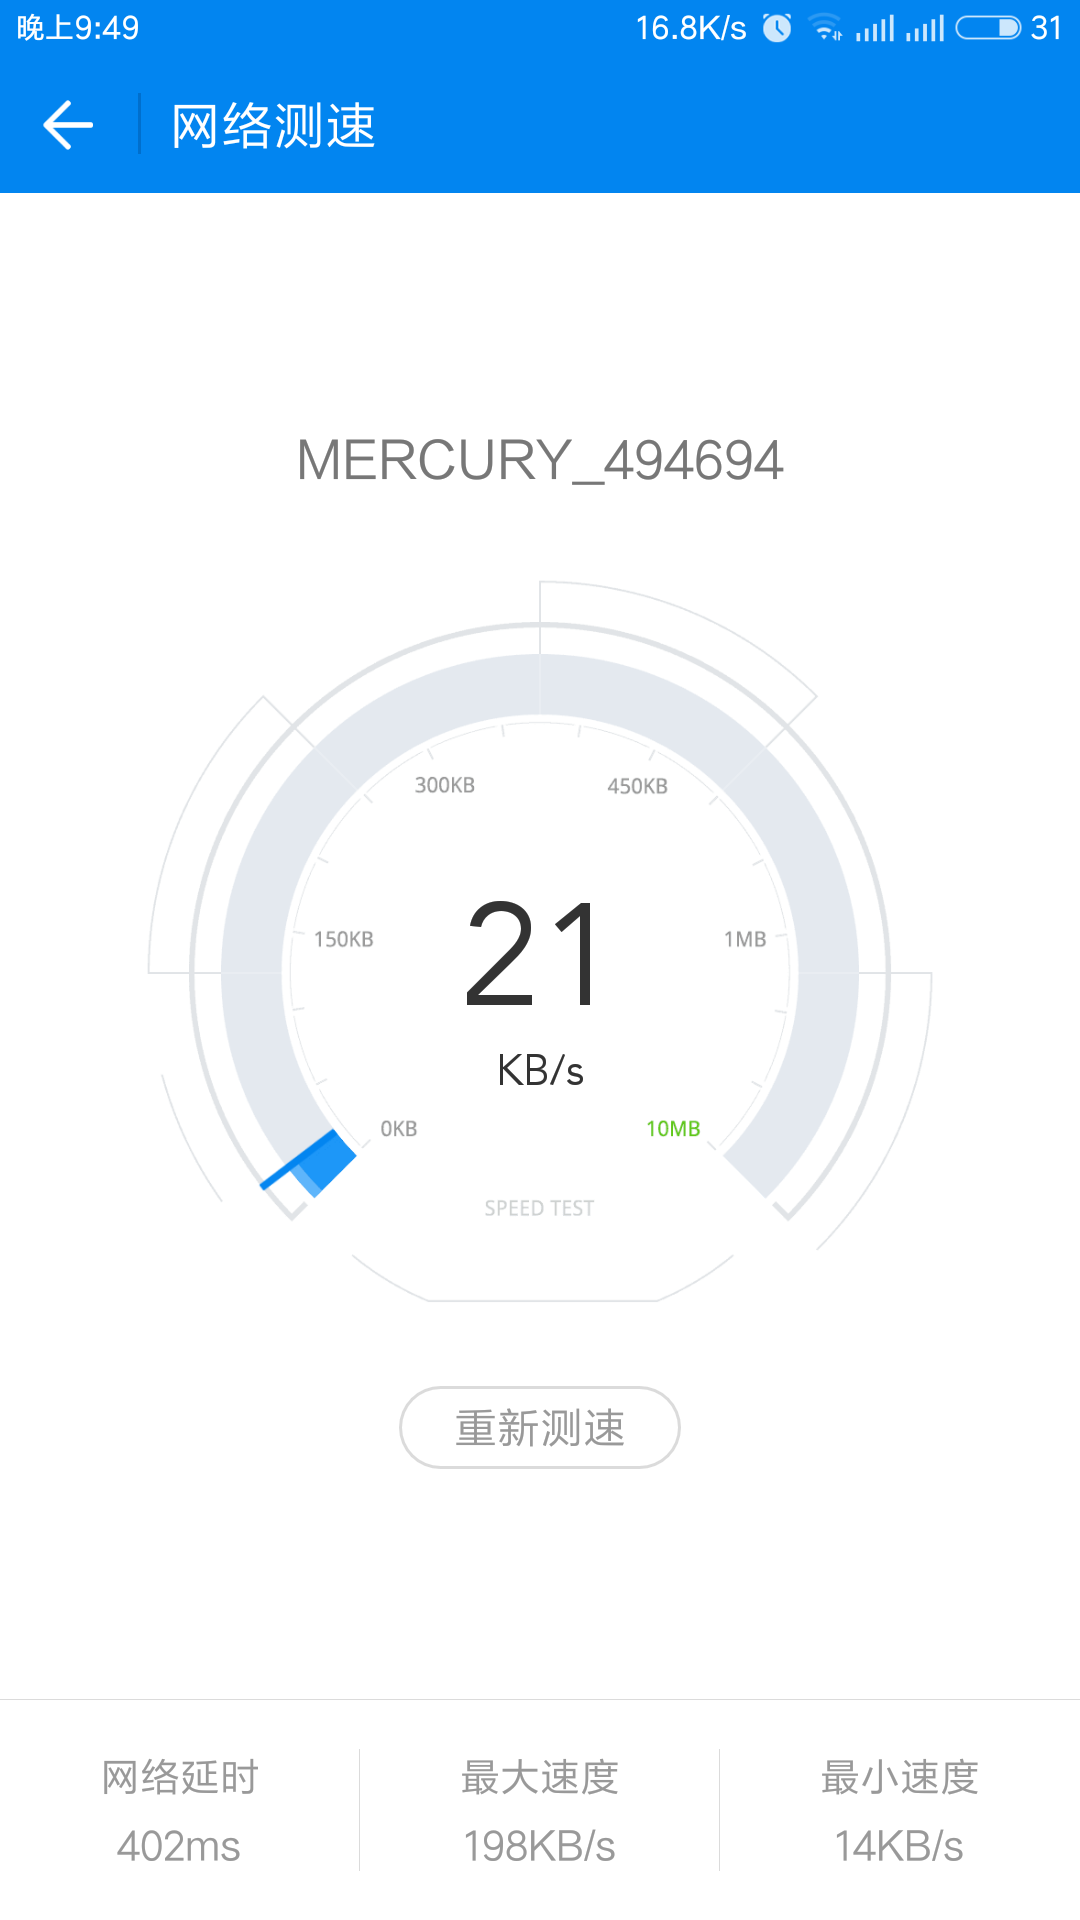 晚上9:49 16.8K/s 31
网络测速
MERCURY_494694
300KB 450KB
150KB 1MB
21
KB/s
0KB 10MB
SPEED TEST
重新测速
网络延时 最大速度 最小速度
402ms 198KB/s 14KB/s